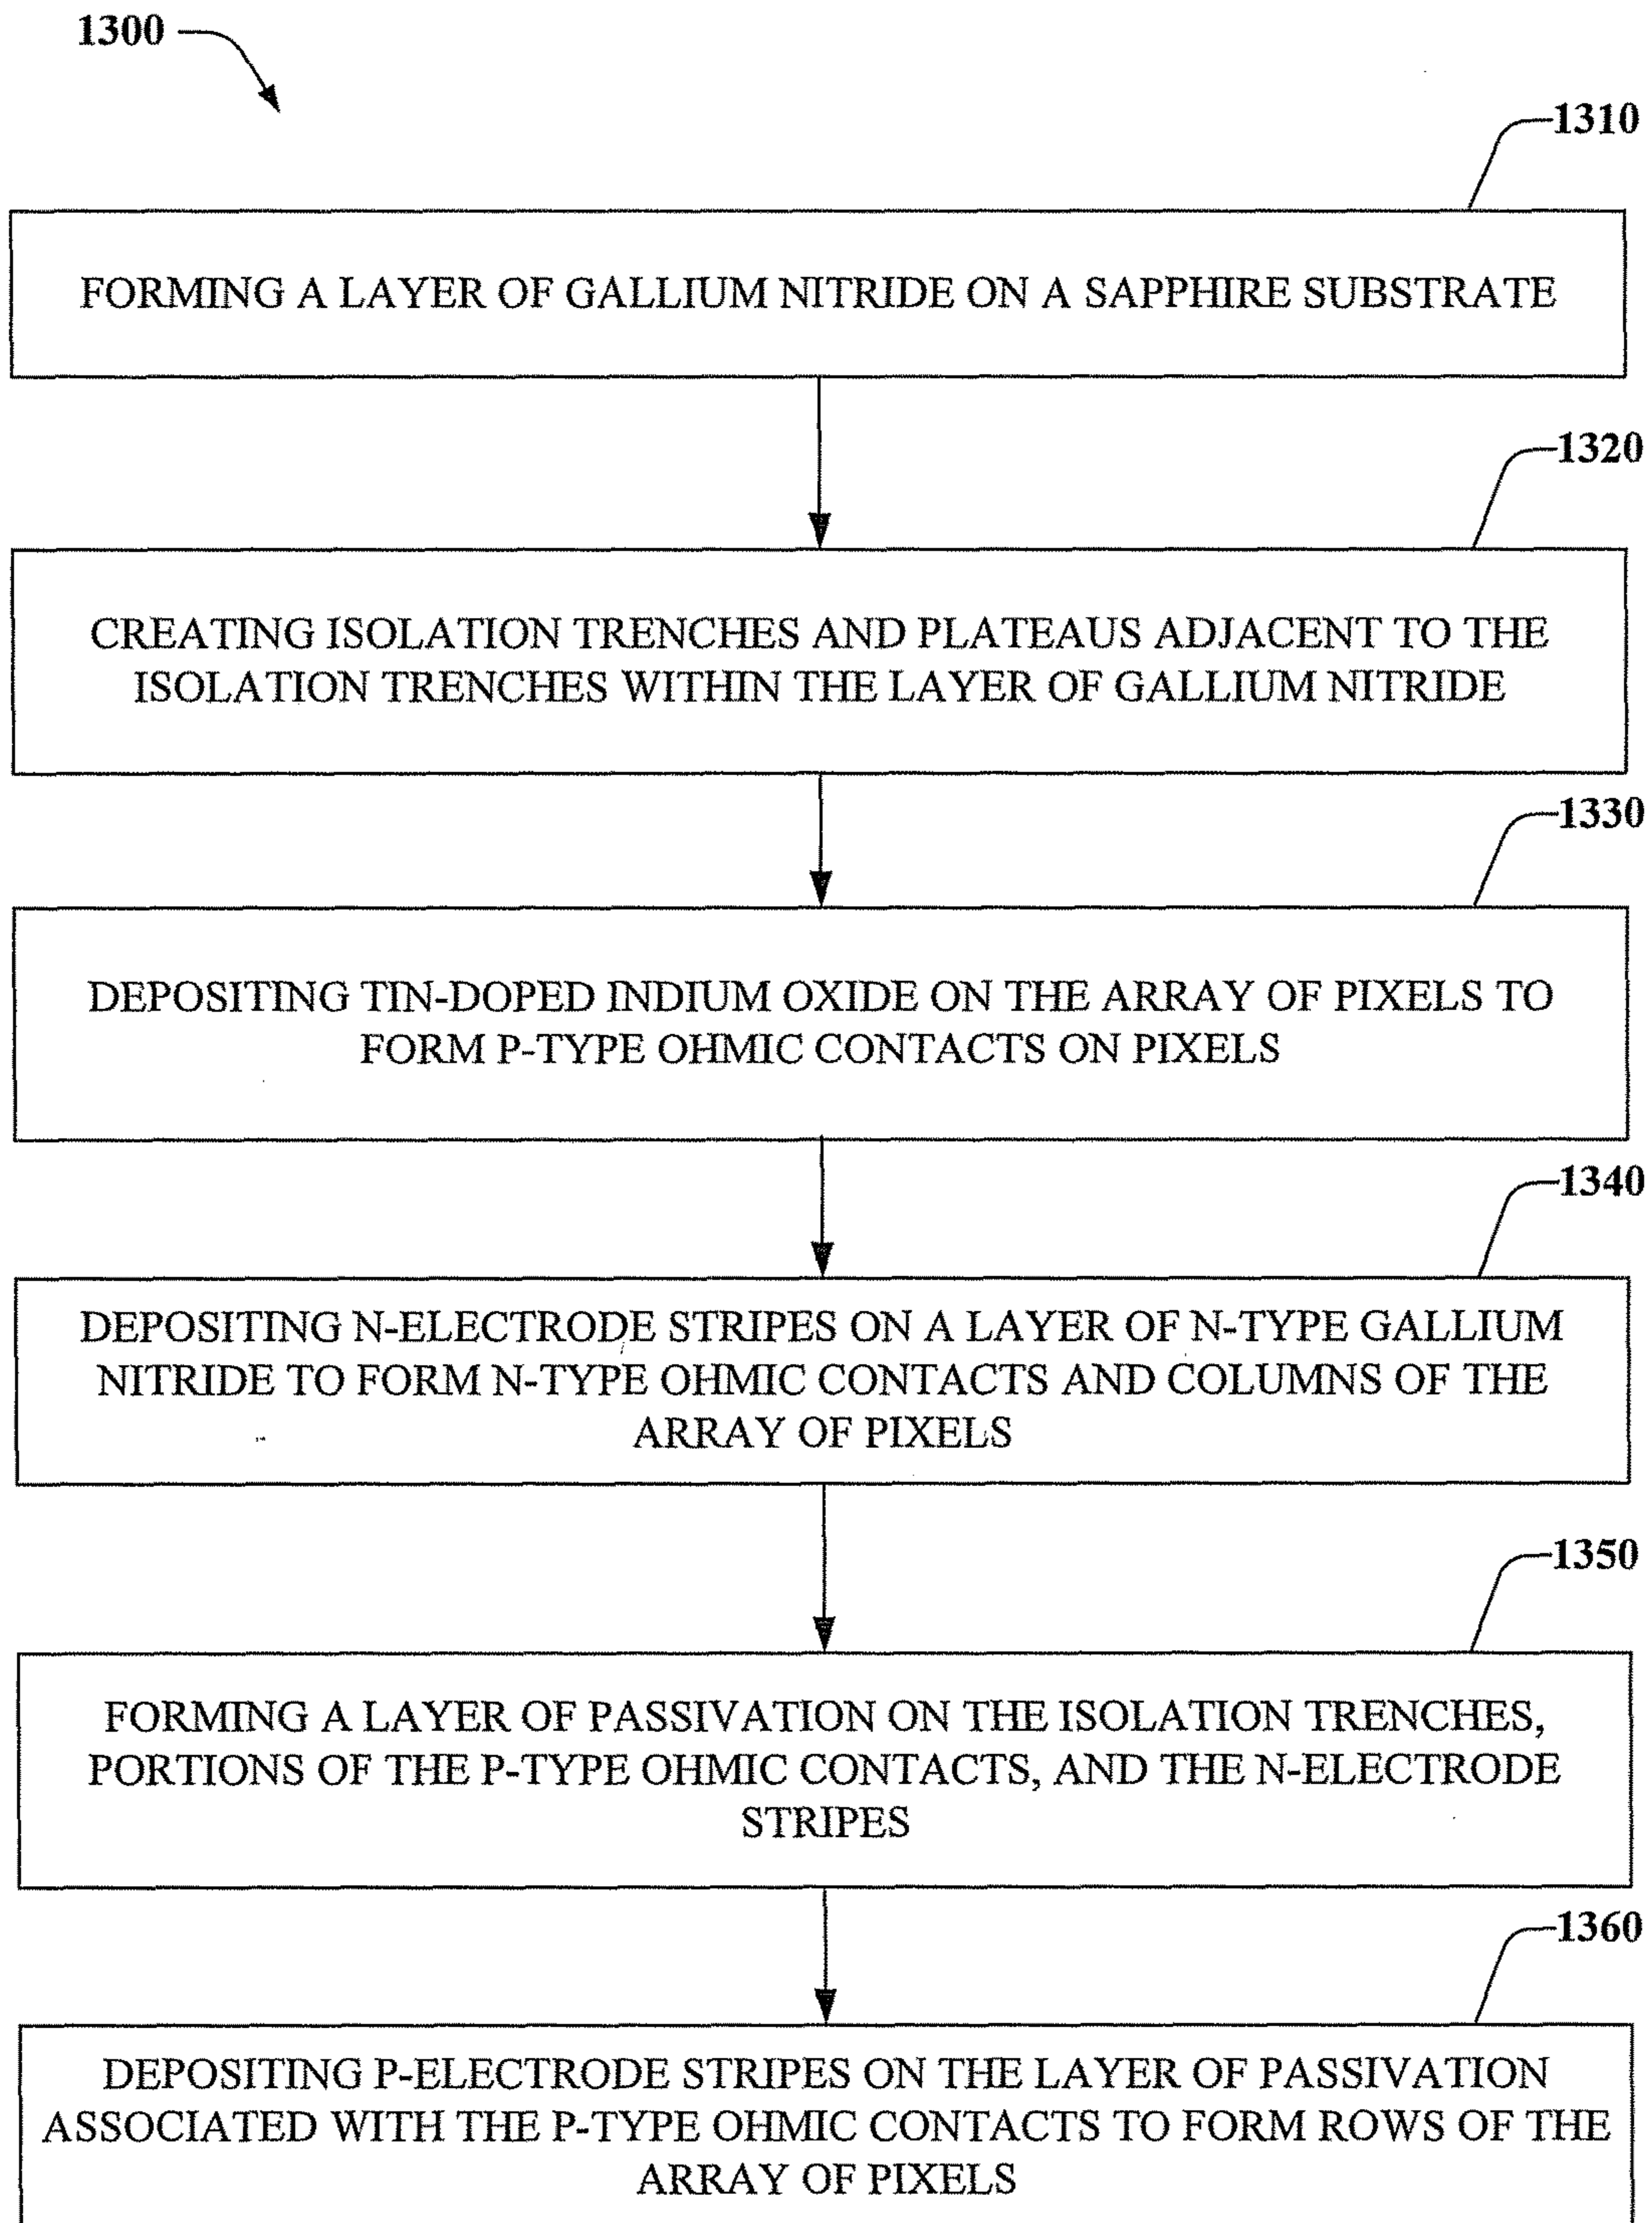 1300
1310
FORMING A LAYER OF GALLIUM NITRIDE ON A SAPPHIRE SUBSTRATE
1320
CREATING ISOLATION TRENCHES AND PLATEAUS ADJACENT TO THE
ISOLATION TRENCHES WITHIN THE LAYER OF GALLIUM NITRIDE
1330
DEPOSITING TIN-DOPED INDIUM OXIDE ON THE ARRAY OF PIXELS TO
FORM P-TYPE OHMIC CONTACTS ON PIXELS
1340
DEPOSITING N-ELECTRODE STRIPES ON A LAYER OF N-TYPE GALLIUM
NITRIDE TO FORM N-TYPE OHMIC CONTACTS AND COLUMNS OF THE
ARRAY OF PIXELS
1350
FORMING A LAYER OF PASSIVATION ON THE ISOLATION TRENCHES,
PORTIONS OF THE P-TYPE OHMIC CONTACTS, AND THE N-ELECTRODE
STRIPES
1360
DEPOSITING P-ELECTRODE STRIPES ON THE LAYER OF PASSIVATION
ASSOCIATED WITH THE P-TYPE OHMIC CONTACTS TO FORM ROWS OF THE
ARRAY OF PIXELS